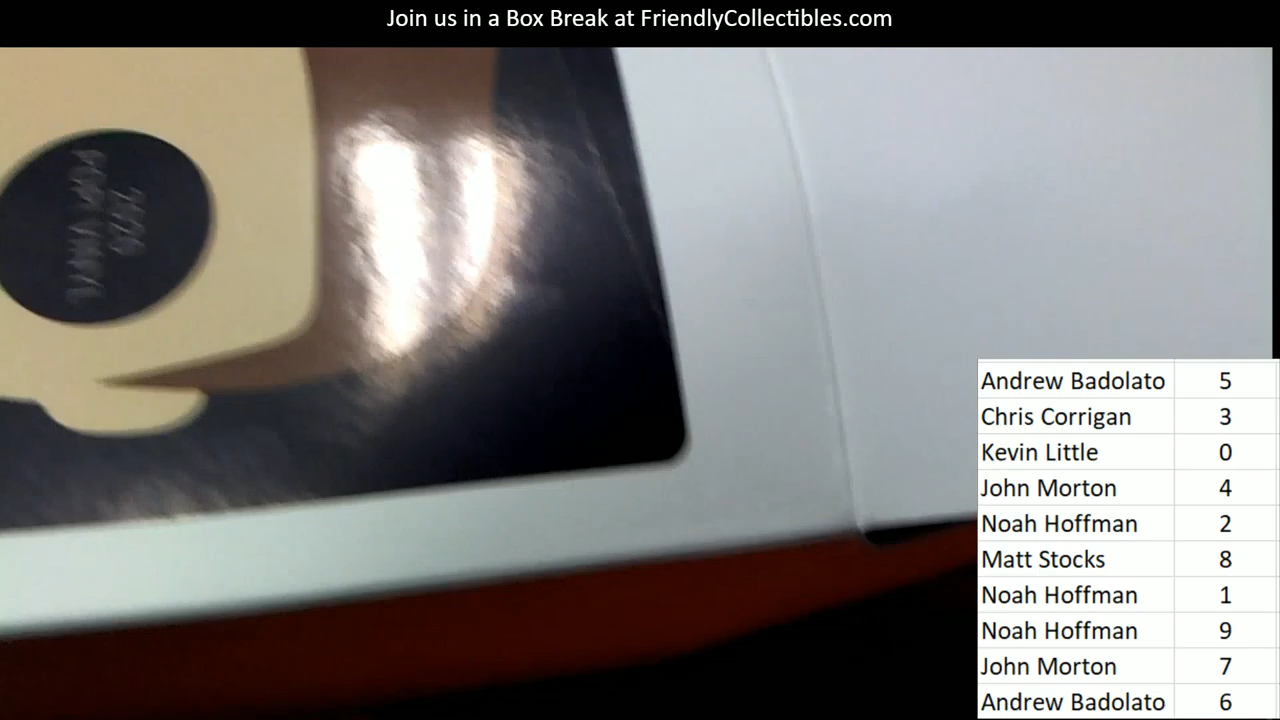 Join us in a Box Break at FriendlyCollectibles.com
Andrew Badolato 5
Chris Corrigan 3
Kevin Little 0
John Morton 4
Noah Hoffman 2
Matt Stocks 8
Noah Hoffman 1
Noah Hoffman 9
John Morton 7
Andrew Badolato 6